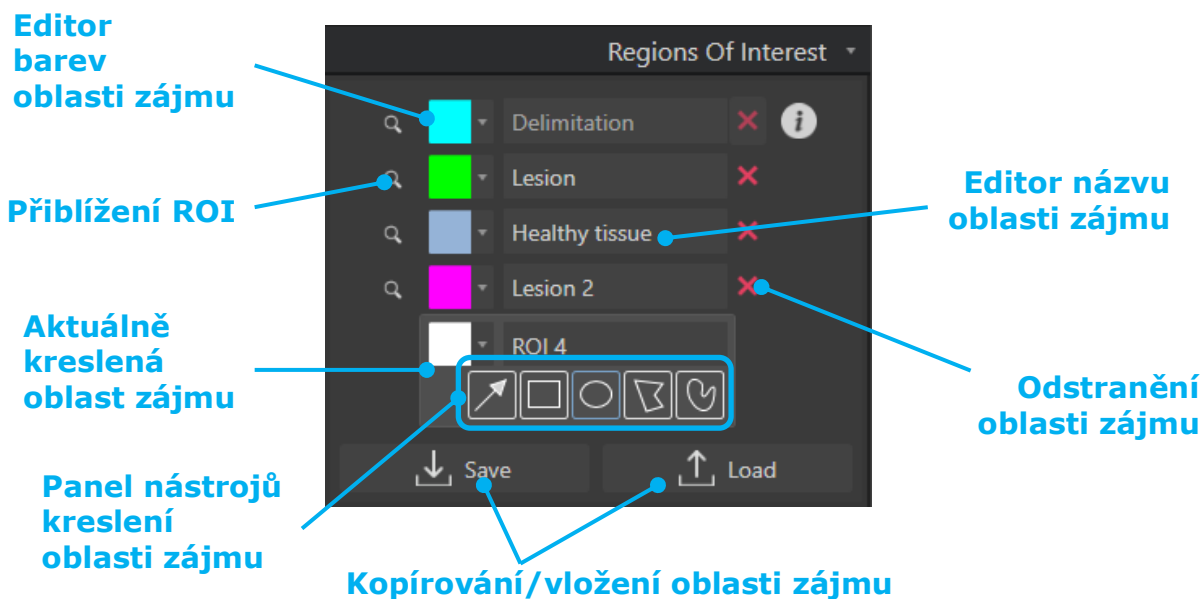 Editor
barev
oblasti zájmu
Regions Of Interest
Delimitation
i
Lesion
Přiblížení ROI
Editor názvu
oblasti zájmu
Healthy tissue
Lesion 2
Aktuálně
kreslená
oblast zájmu
ROI 4
Odstranění
oblasti zájmu
Save
Load
Panel nástrojů
kreslení
oblasti zájmu
Kopírování/vložení oblasti zájmu